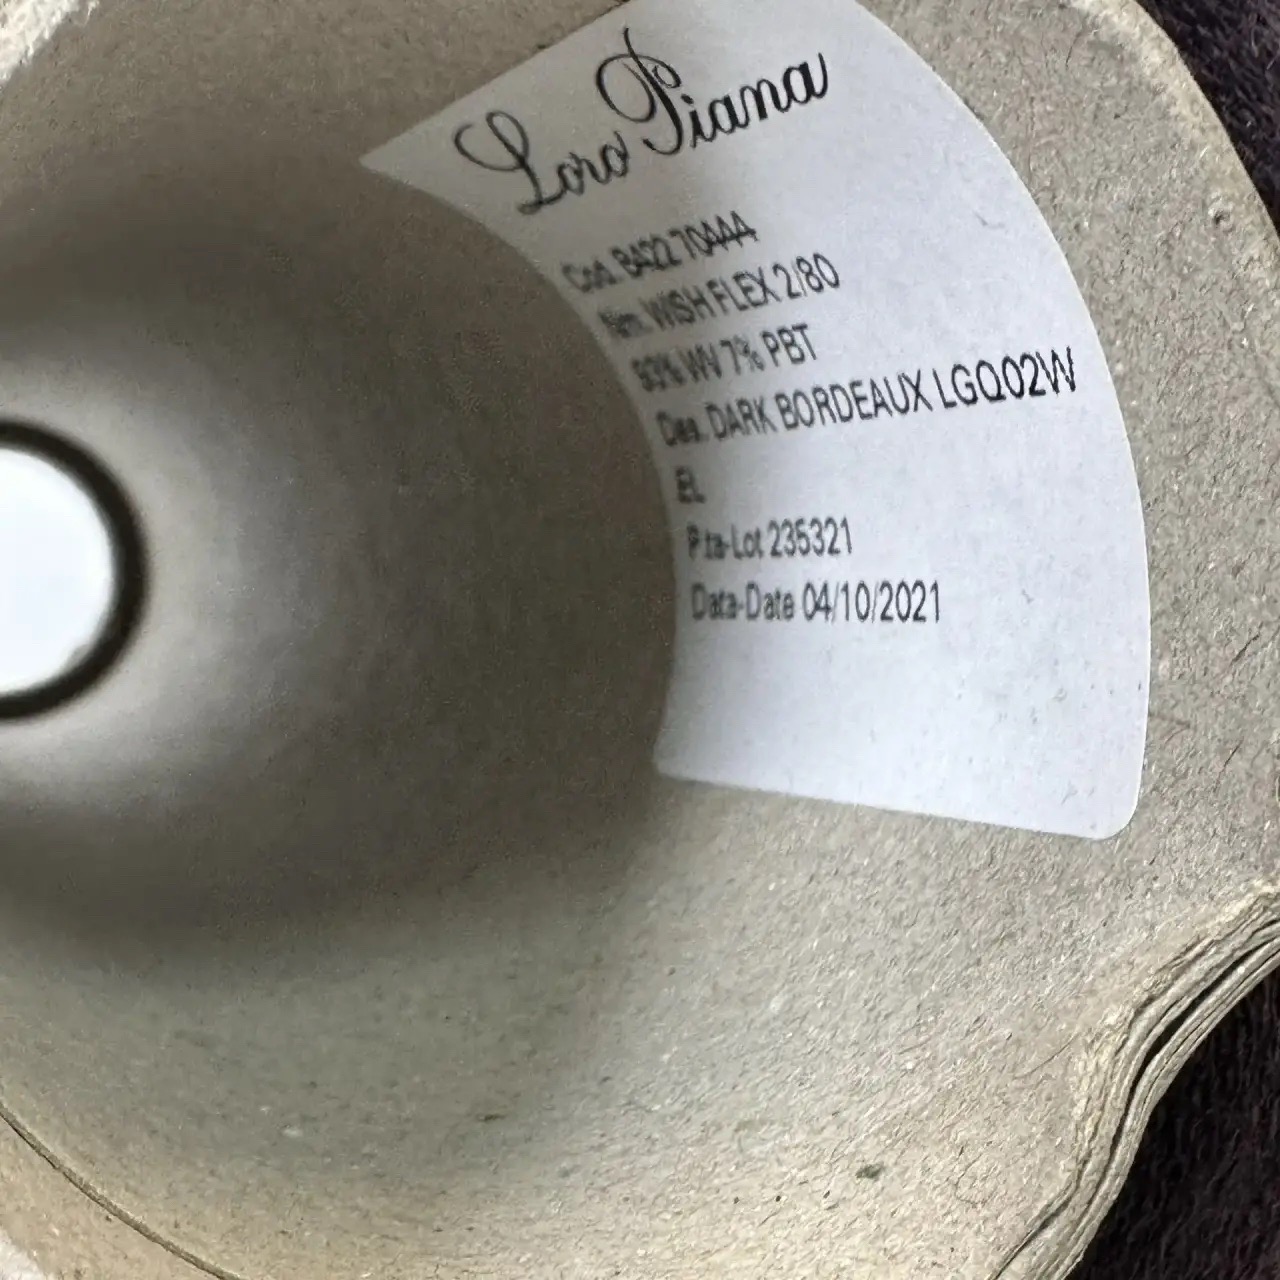 Loro Piana
Cod. B422 70444
Nm. WISH FLEX 2/80
93% WV 7% PBT
Des. DARK BORDEAUX LGQ02W
EL
P.ta-Lot 235321
Data-Date 04/10/2021